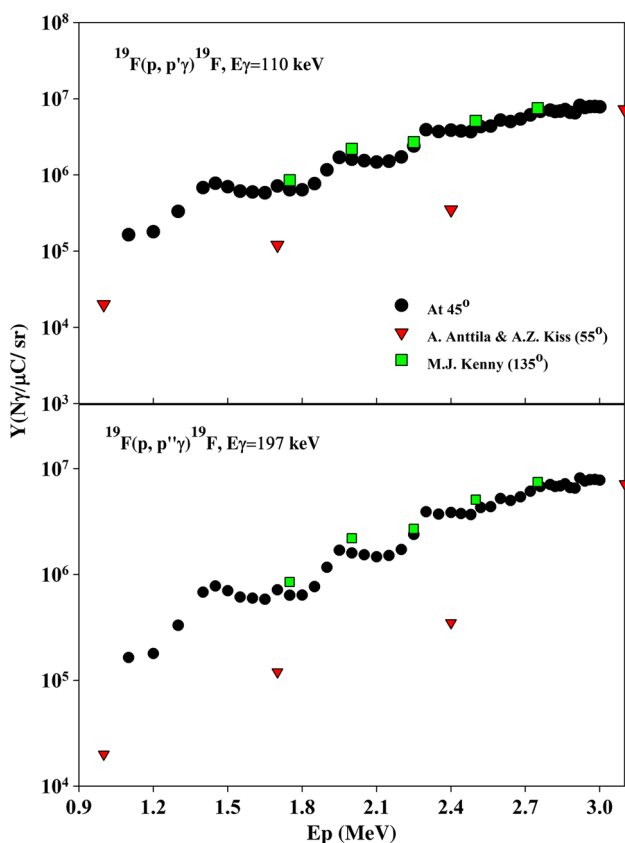 10⁸
¹⁹F(p, p'γ)¹⁹F, Eγ=110 keV
10⁷
10⁶
10⁵
10⁴
10³
At 45⁰
A. Anttila & A.Z. Kiss (55⁰)
M.J. Kenny (135⁰)
Y(Nγ/μC/ sr)
¹⁹F(p, p''γ)¹⁹F, Eγ=197 keV
10⁷
10⁶
10⁵
10⁴
0.9 1.2 1.5 1.8 2.1 2.4 2.7 3.0
Ep (MeV)